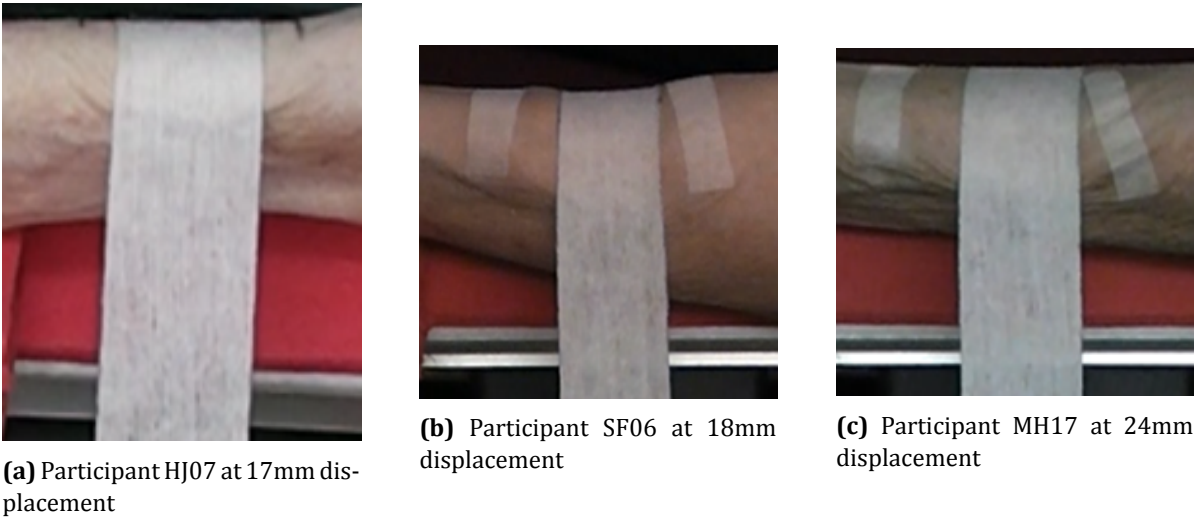 (a) Participant HJ07 at 17mm dis-
placement
(b) Participant SF06 at 18mm
displacement
(c) Participant MH17 at 24mm
displacement